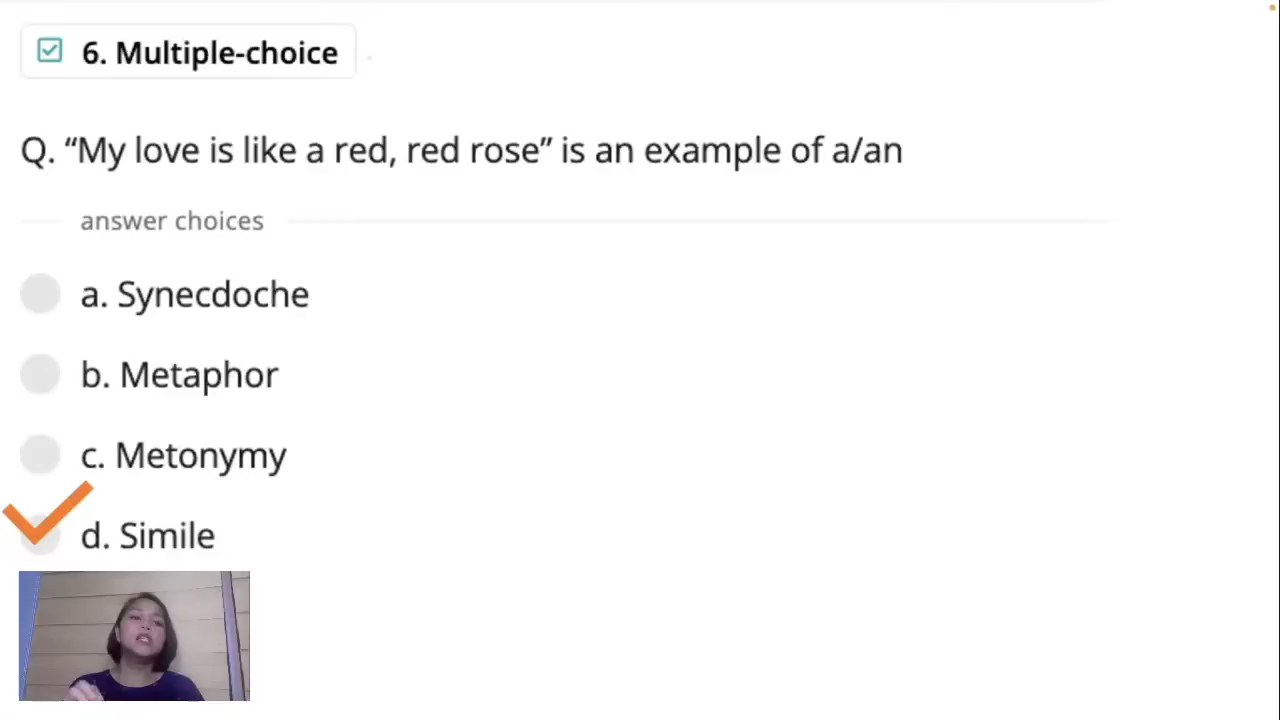 6. Multiple-choice
Q. “My love is like a red, red rose” is an example of a/an
answer choices
a. Synecdoche
b. Metaphor
c. Metonymy
d. Simile